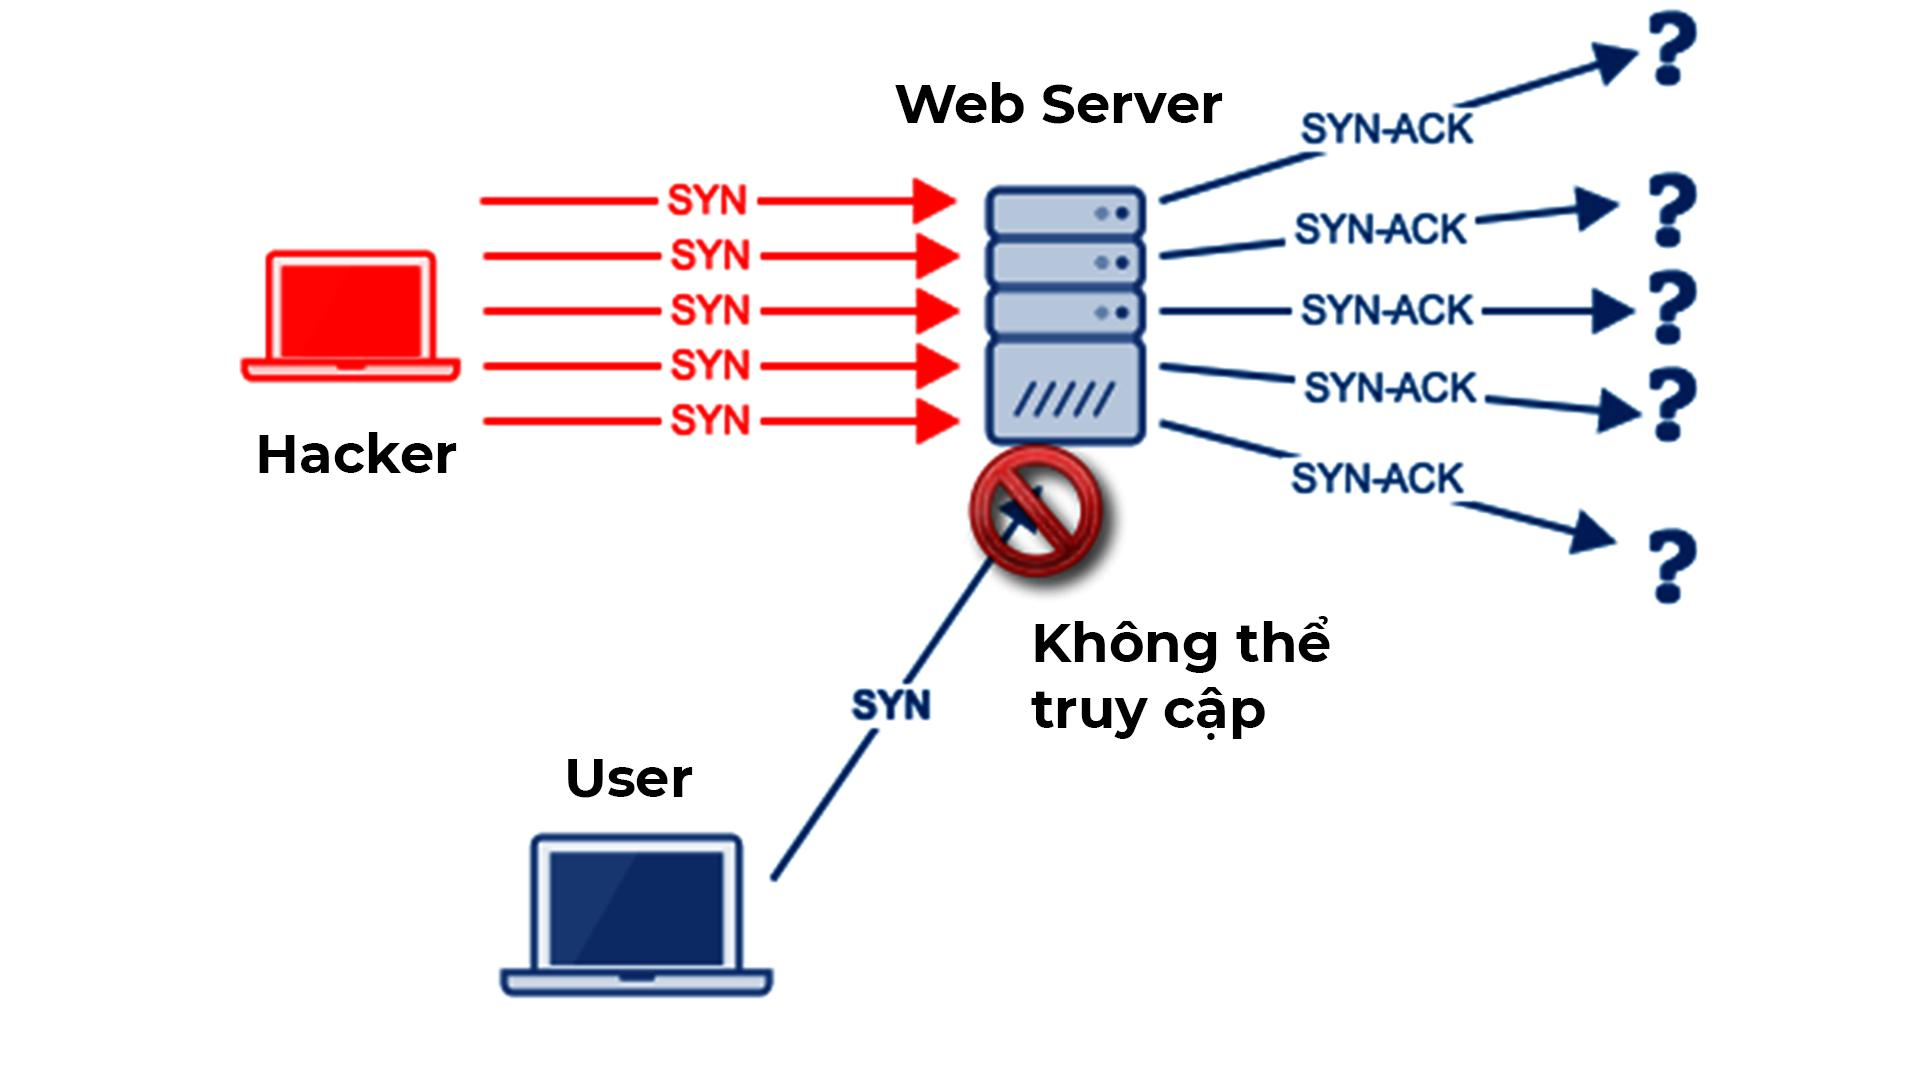 Web Server
SYN
SYN
SYN
SYN
SYN
Hacker
SYN-ACK
SYN-ACK
SYN-ACK
SYN-ACK
SYN-ACK
?
?
?
?
?
Không thể
truy cập
SYN
User